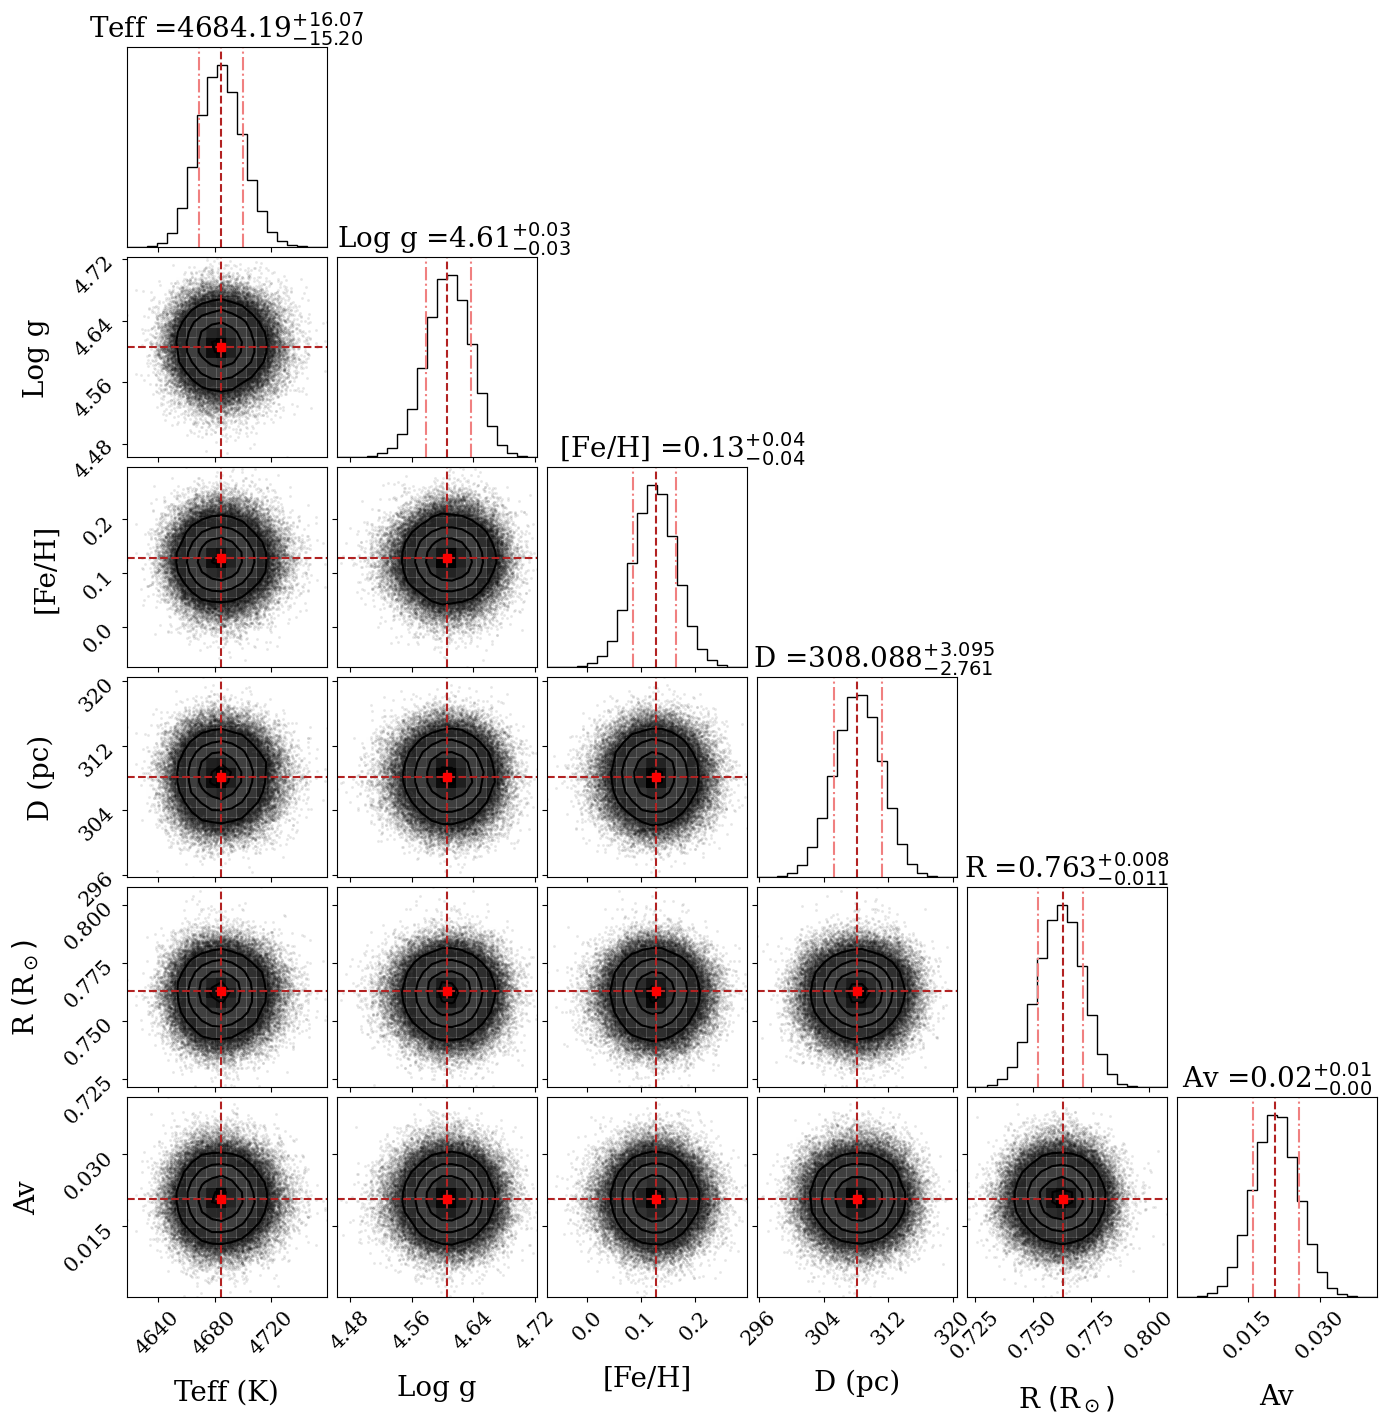 Teff =4684.19+16.07−15.20
Log g =4.61+0.03−0.03
4.72
4.64
4.56
4.48
Log g
[Fe/H] =0.13+0.04−0.04
0.2
0.1
0.0
[Fe/H]
D =308.088+3.095−2.761
320
312
304
296
D (pc)
R =0.763+0.008−0.011
0.800
0.775
0.750
0.725
R (R⊙)
Av =0.02+0.01−0.00
0.030
0.015
Av
4640 4680 4720 4.48 4.56 4.64 4.72 0.0 0.1 0.2 296 304 312 320 0.725 0.750 0.775 0.800 0.015 0.030
Teff (K) Log g [Fe/H] D (pc) R (R⊙) Av